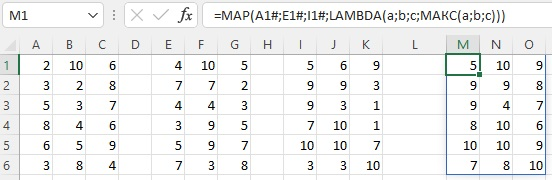 M1 fx =MAP(A1#;E1#;I1#;LAMBDA(a;b;c;МАКС(a;b;c)))
A B C D E F G H I J K L M N O
1 2 10 6 4 10 5 5 6 9 5 10 9
2 3 2 8 7 7 2 9 9 3 9 9 8
3 5 3 7 4 4 3 9 3 1 9 4 7
4 8 4 6 3 9 5 7 10 1 8 10 6
5 6 5 9 5 9 7 10 10 7 10 10 9
6 3 8 4 7 3 8 3 3 10 7 8 10